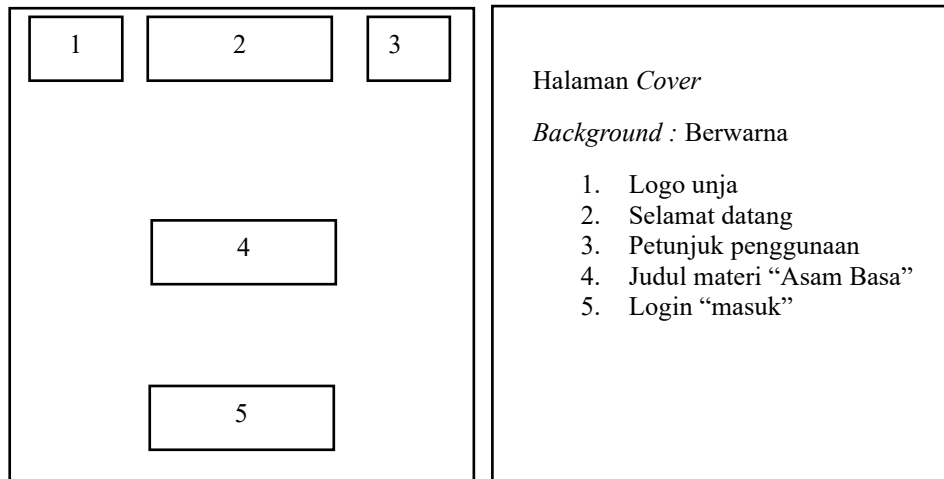 1
2
3
4
5
Halaman Cover
Background : Berwarna
1. Logo unja
2. Selamat datang
3. Petunjuk penggunaan
4. Judul materi “Asam Basa”
5. Login “masuk”